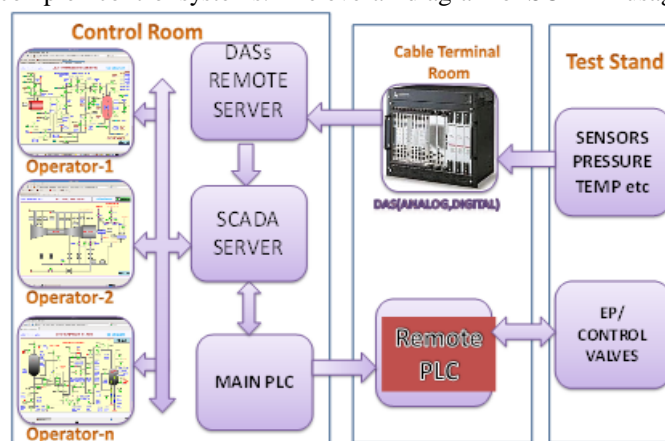 Control Room
DASs
REMOTE
SERVER
Operator-1
SCADA
SERVER
Operator-2
MAIN PLC
Operator-n
Cable Terminal
Room
DAS(ANALOG,DIGITAL)
Remote
PLC
Test Stand
SENSORS
PRESSURE
TEMP etc
EP/
CONTROL
VALVES